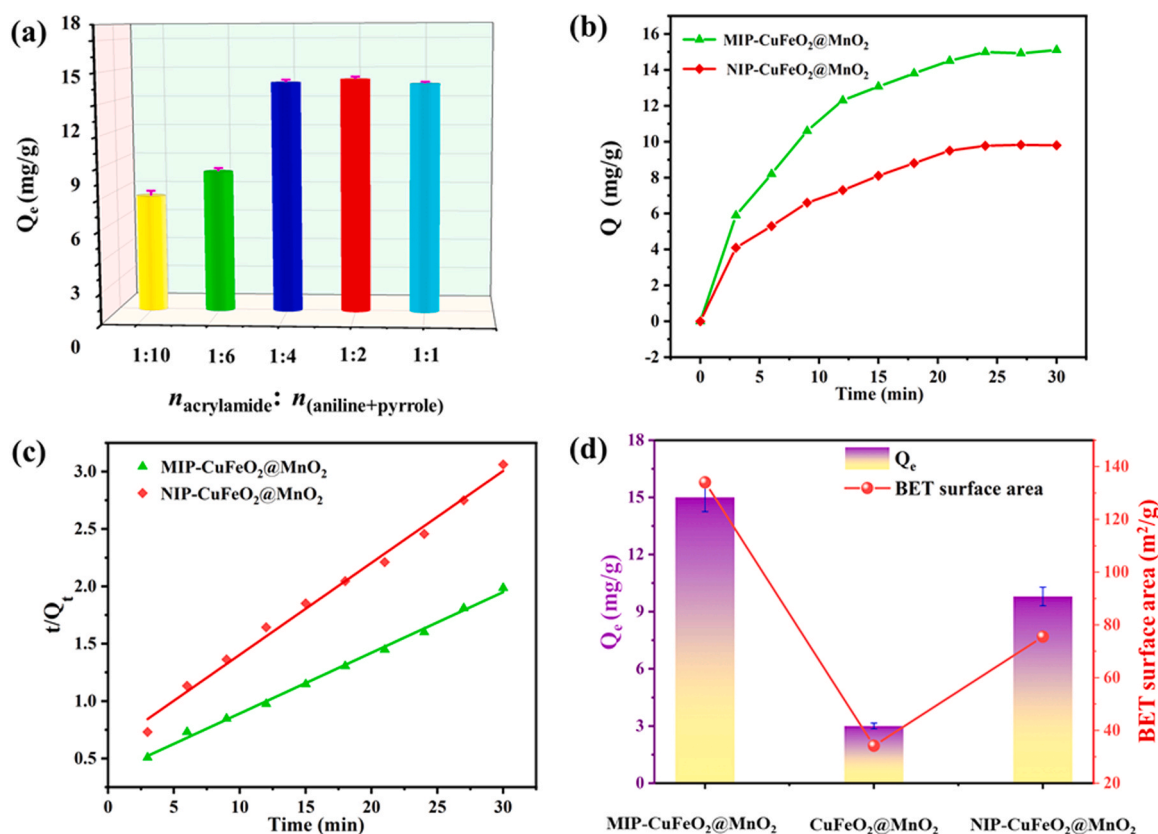 (a)
18
15
12
9
6
3
0
Qe (mg/g)
1:10 1:6 1:4 1:2 1:1
nacrylamide: n(aniline+pyrrole)
(b)
MIP-CuFeO2@MnO2
NIP-CuFeO2@MnO2
16
14
12
10
8
6
4
2
0
-2
Q (mg/g)
0 5 10 15 20 25 30
Time (min)
(c)
MIP-CuFeO2@MnO2
NIP-CuFeO2@MnO2
3.0
2.5
2.0
1.5
1.0
0.5
t/Qt
0 5 10 15 20 25 30
Time (min)
(d)
Qe
BET surface area
18
15
12
9
6
3
0
Qe (mg/g)
140
120
100
80
60
40
20
BET surface area (m²/g)
MIP-CuFeO2@MnO2 CuFeO2@MnO2 NIP-CuFeO2@MnO2